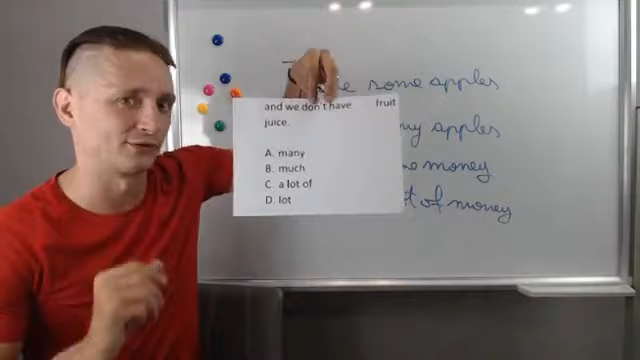 some apples
and we don't have fruit
juice.
apples
money
A. many
B. much
C. a lot of
D. lot
of money